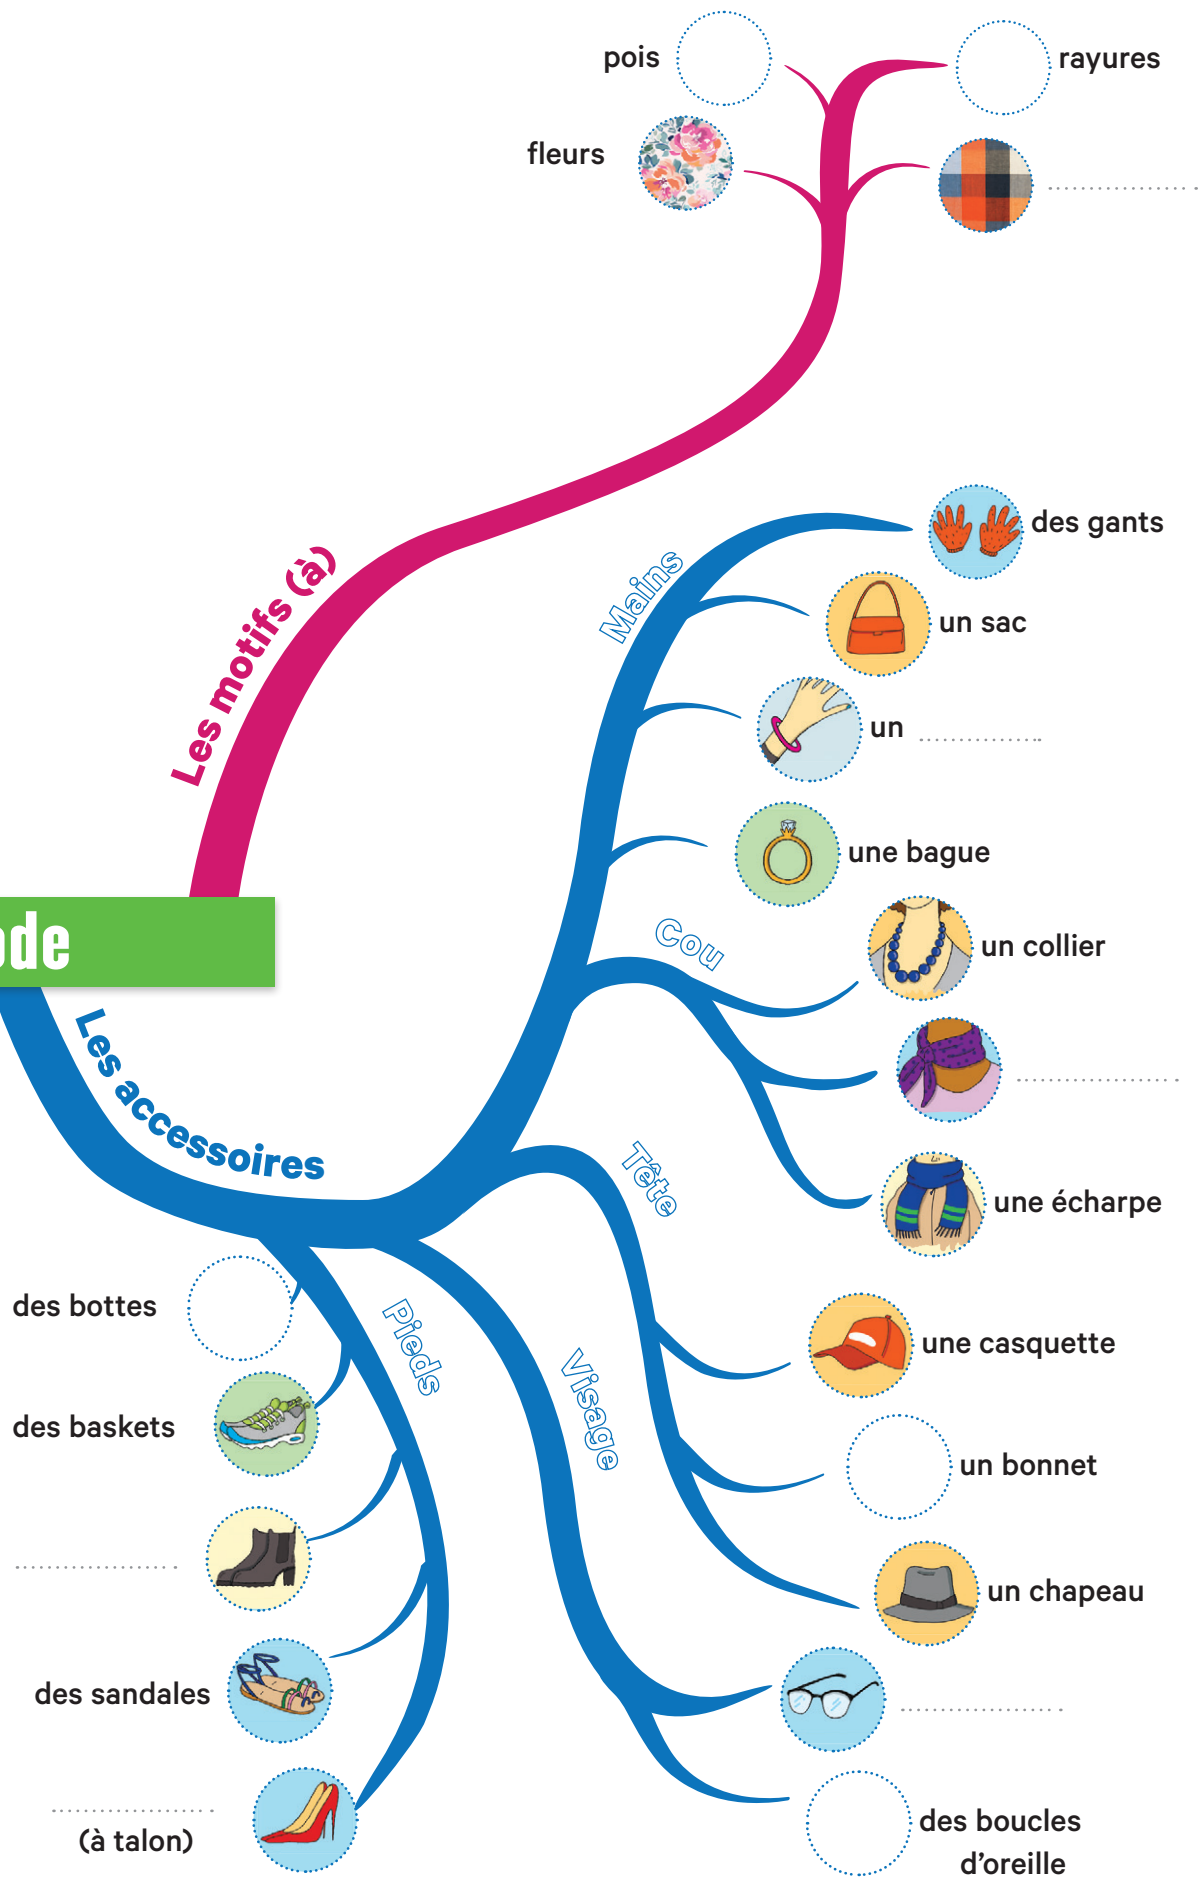 pois
rayures
fleurs
Les motifs (à)
Mains
des gants
un sac
un
une bague
ode
Cou
un collier
Les accessoires
Tête
une écharpe
des bottes
Pieds
une casquette
Visage
des baskets
un bonnet
un chapeau
des sandales
(à talon)
des boucles
d'oreille